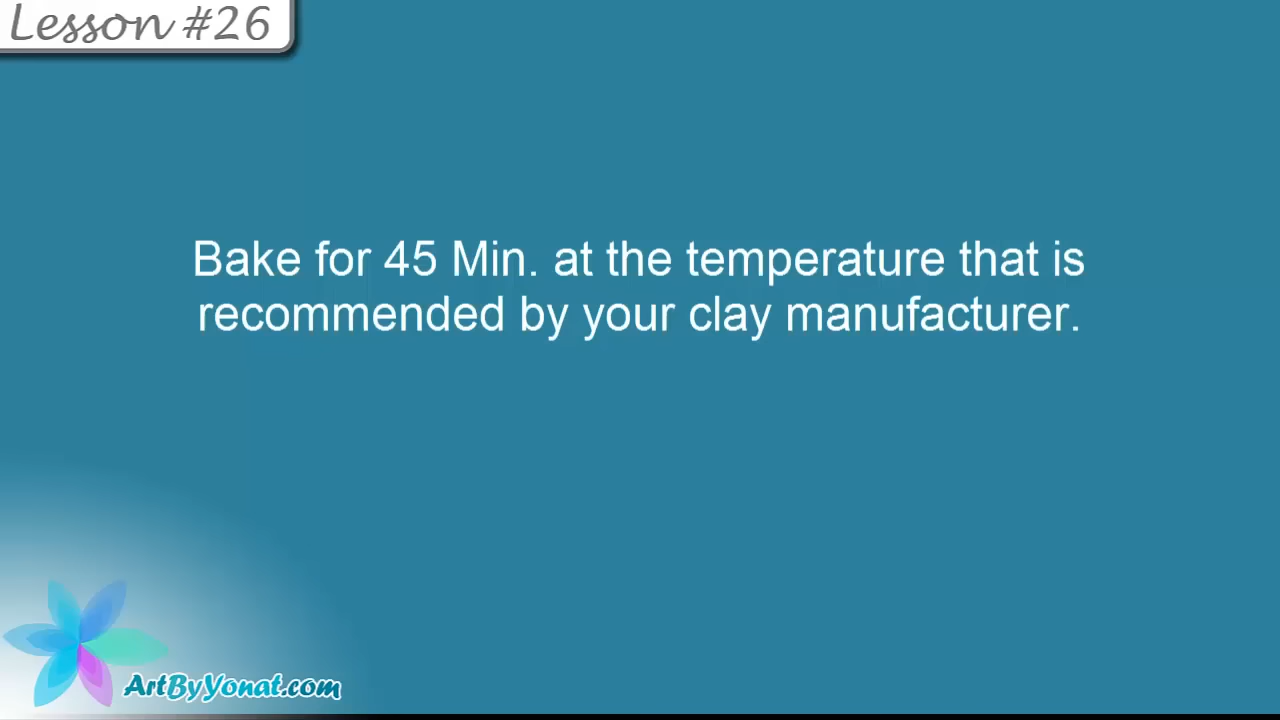 Lesson #26
Bake for 45 Min. at the temperature that is
recommended by your clay manufacturer.
ArtByYonat.com